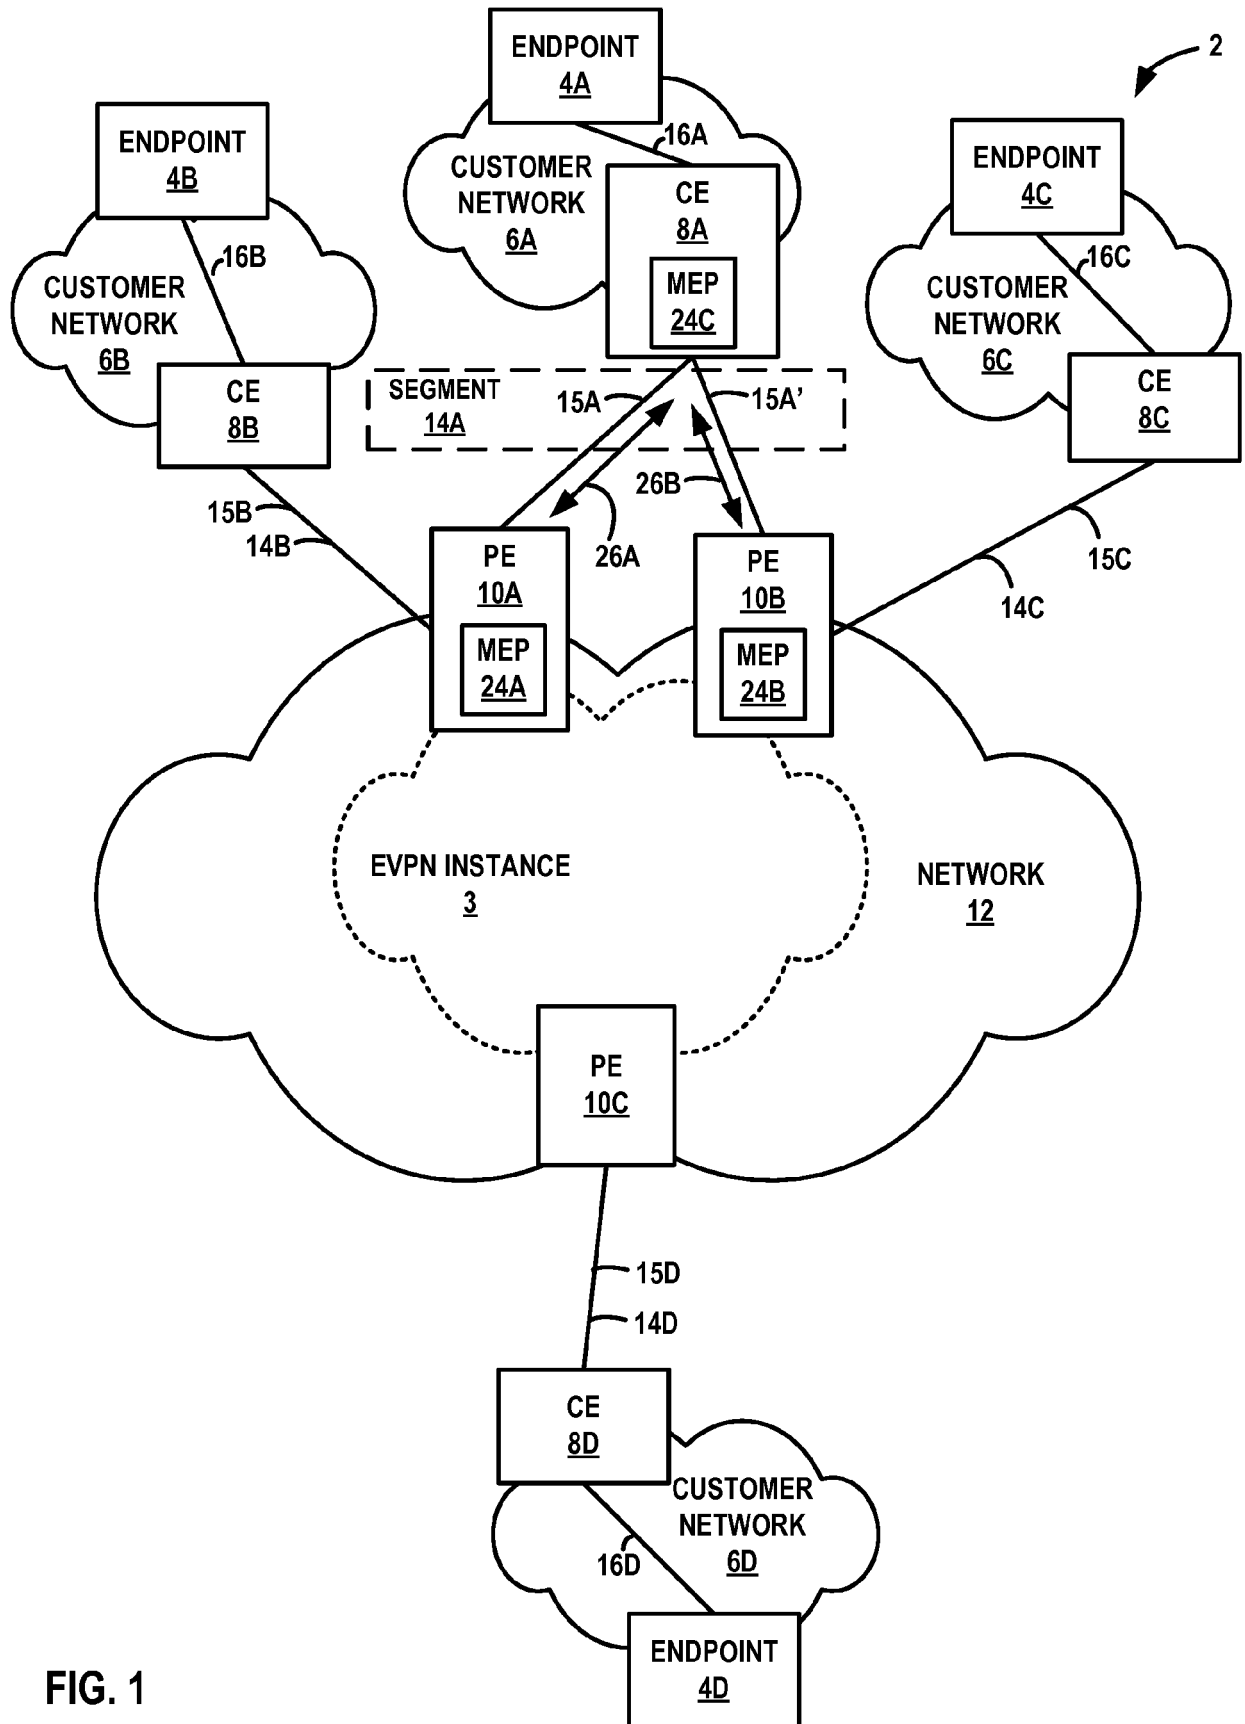 ENDPOINT
4A
2
ENDPOINT
4B
16A
ENDPOINT
4C
CUSTOMER
NETWORK
6A
CE
8A
MEP
24C
16B
CUSTOMER
NETWORK
6B
16C
CUSTOMER
NETWORK
6C
CE
8B
SEGMENT
14A
15A
15A’
CE
8C
15B
14B
26B
26A
15C
14C
PE
10A
MEP
24A
PE
10B
MEP
24B
EVPN INSTANCE
3
NETWORK
12
PE
10C
15D
14D
CE
8D
CUSTOMER
NETWORK
6D
16D
ENDPOINT
4D
FIG. 1